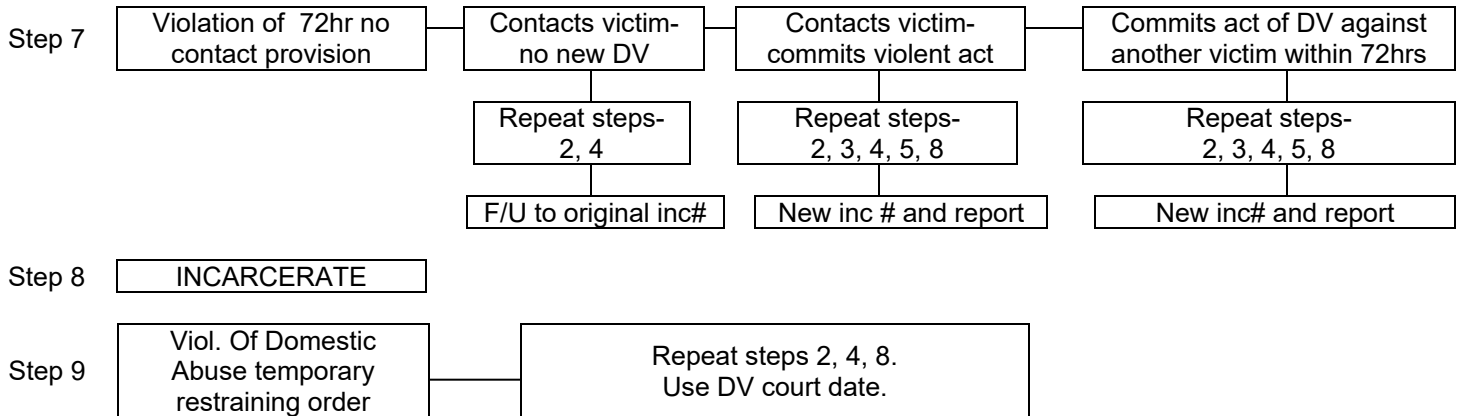 Step 7
Violation of 72hr no
contact provision
Contacts victim-
no new DV
Contacts victim-
commits violent act
Commits act of DV against
another victim within 72hrs
Repeat steps-
2, 4
Repeat steps-
2, 3, 4, 5, 8
Repeat steps-
2, 3, 4, 5, 8
F/U to original inc#
New inc # and report
New inc# and report
Step 8
INCARCERATE
Step 9
Viol. Of Domestic
Abuse temporary
restraining order
Repeat steps 2, 4, 8.
Use DV court date.